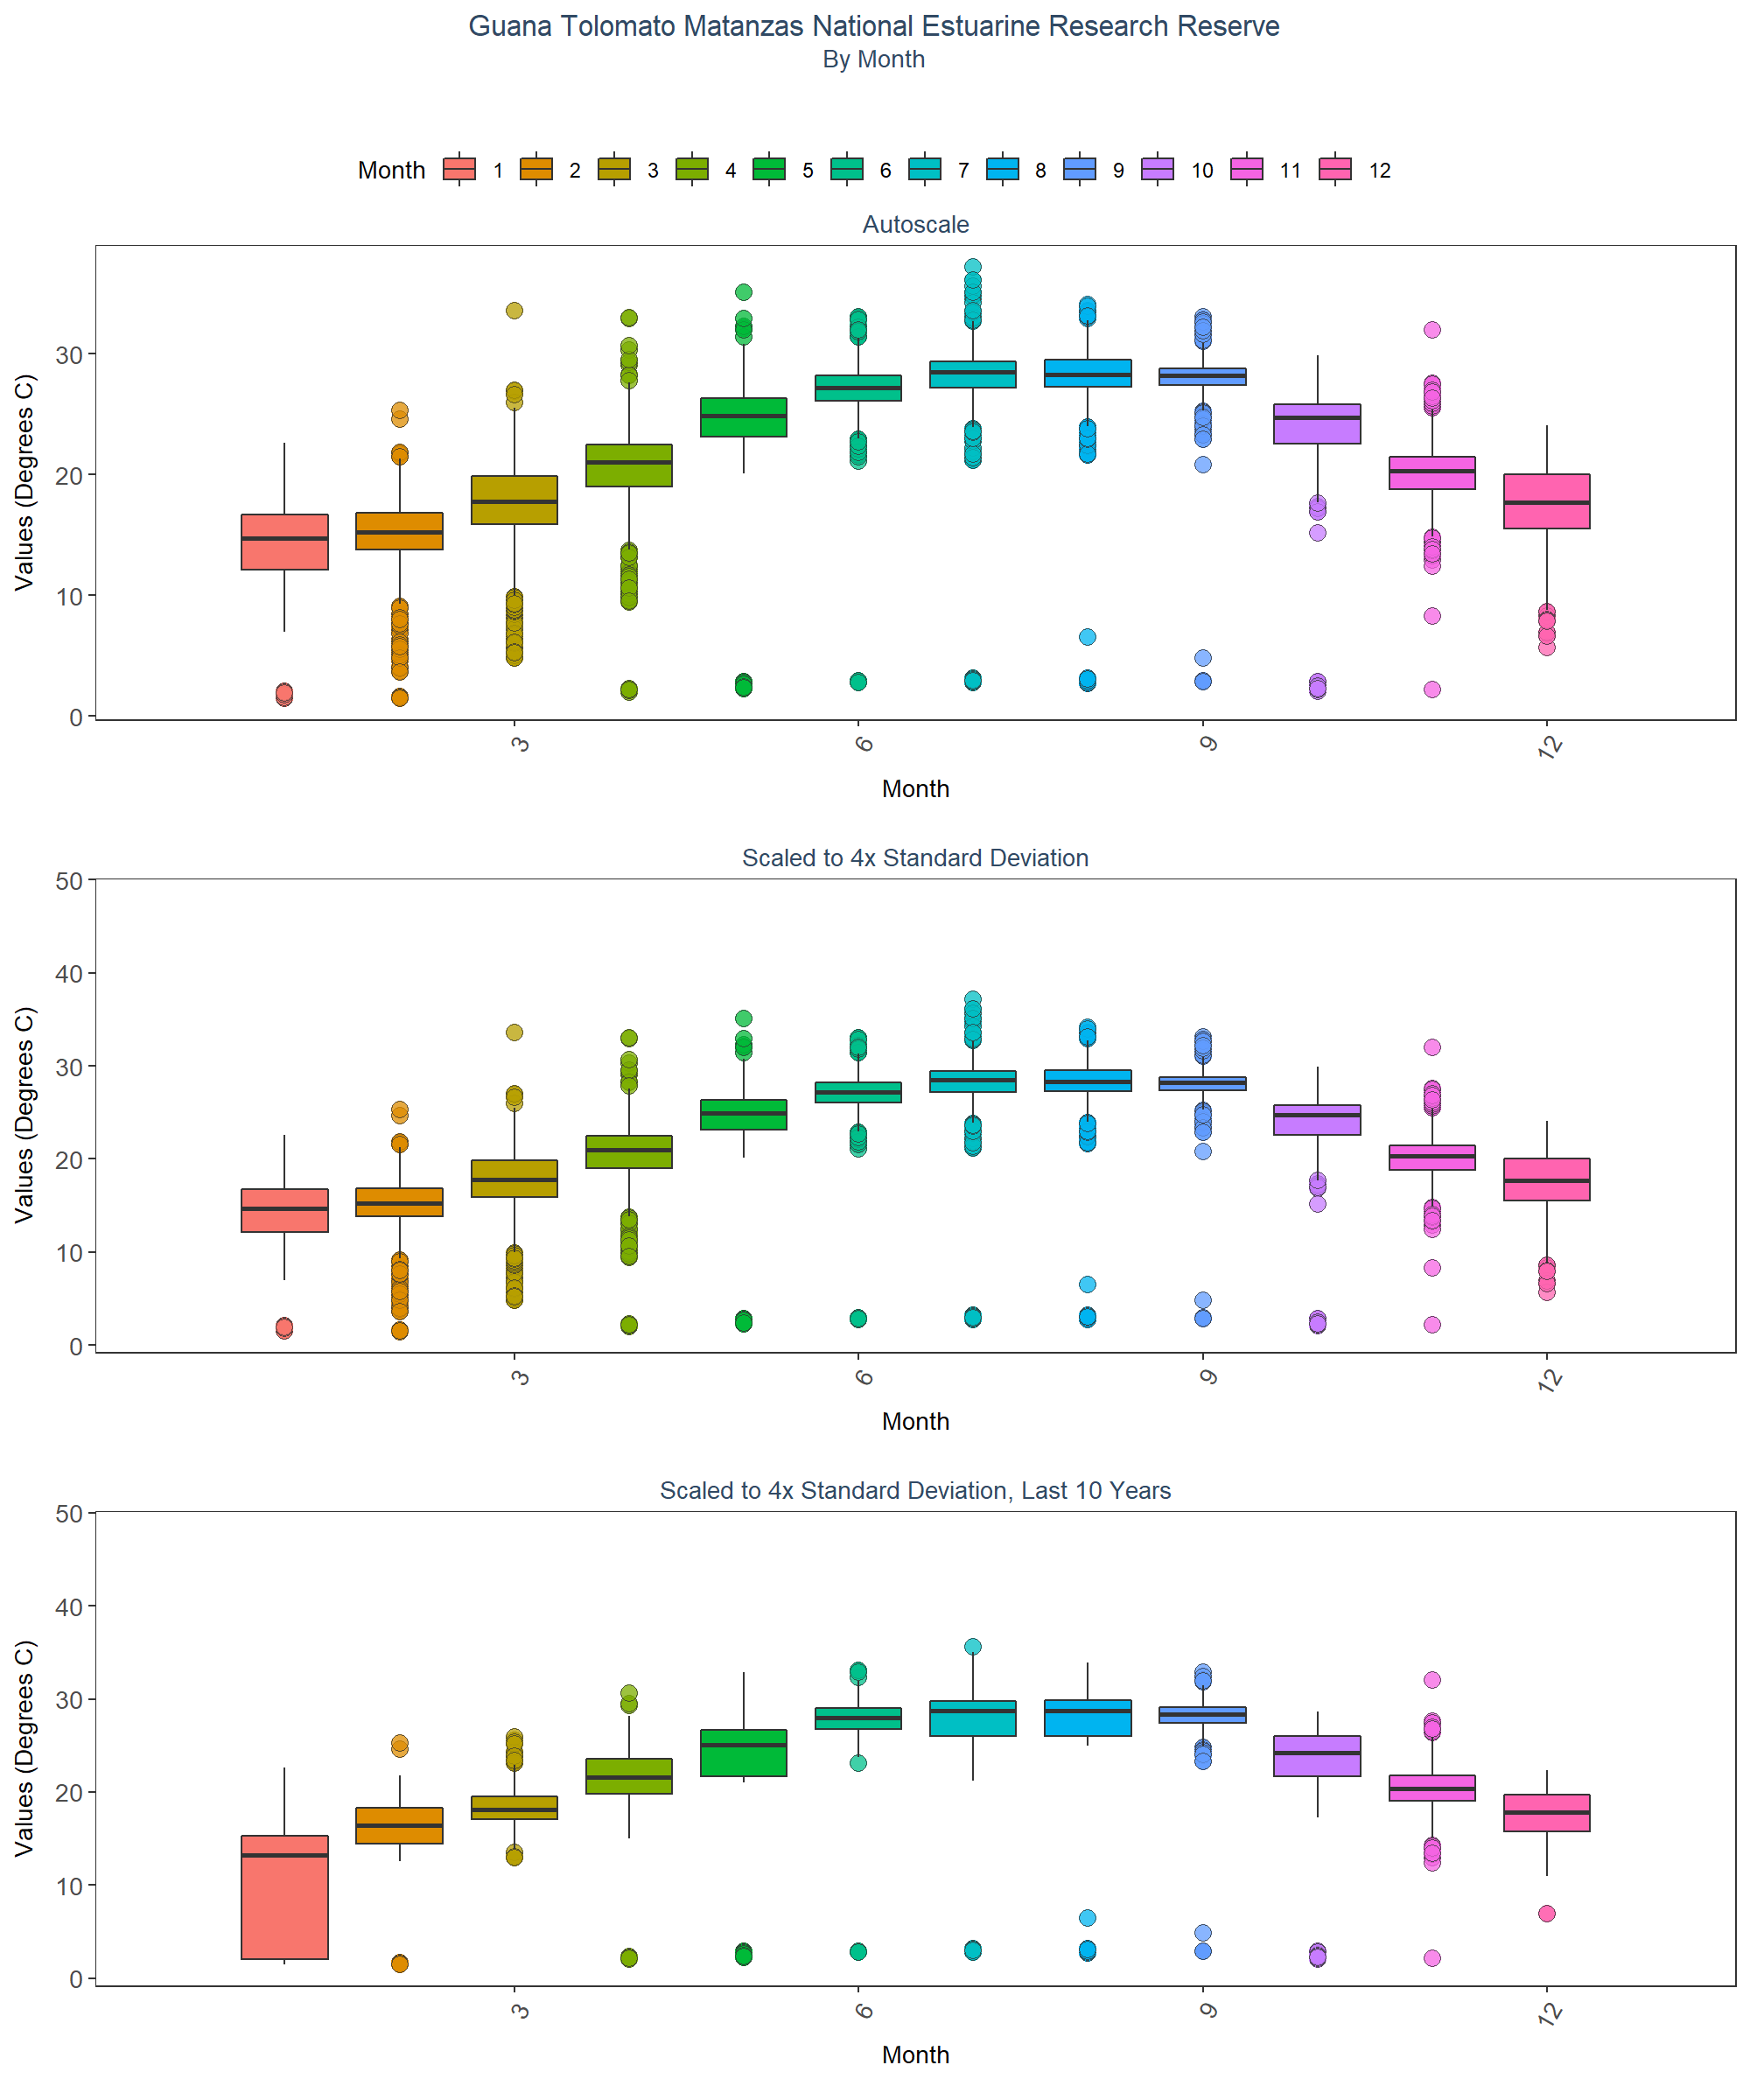 Guana Tolomato Matanzas National Estuarine Research Reserve
By Month
Month 1 2 3 4 5 6 7 8 9 10 11 12
Autoscale
Values (Degrees C)
30
20
10
0
3 6 9 12
Month
Scaled to 4x Standard Deviation
Values (Degrees C)
50
40
30
20
10
0
3 6 9 12
Month
Scaled to 4x Standard Deviation, Last 10 Years
Values (Degrees C)
50
40
30
20
10
0
3 6 9 12
Month